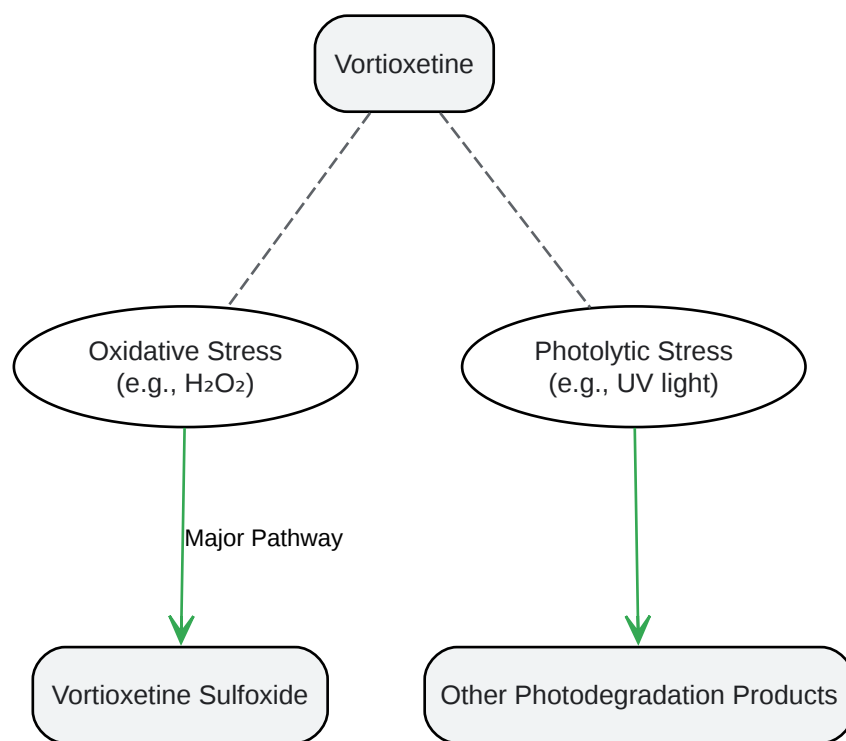 Vortioxetine
Oxidative Stress
(e.g., H₂O₂)
Photolytic Stress
(e.g., UV light)
Major Pathway
Vortioxetine Sulfoxide
Other Photodegradation Products